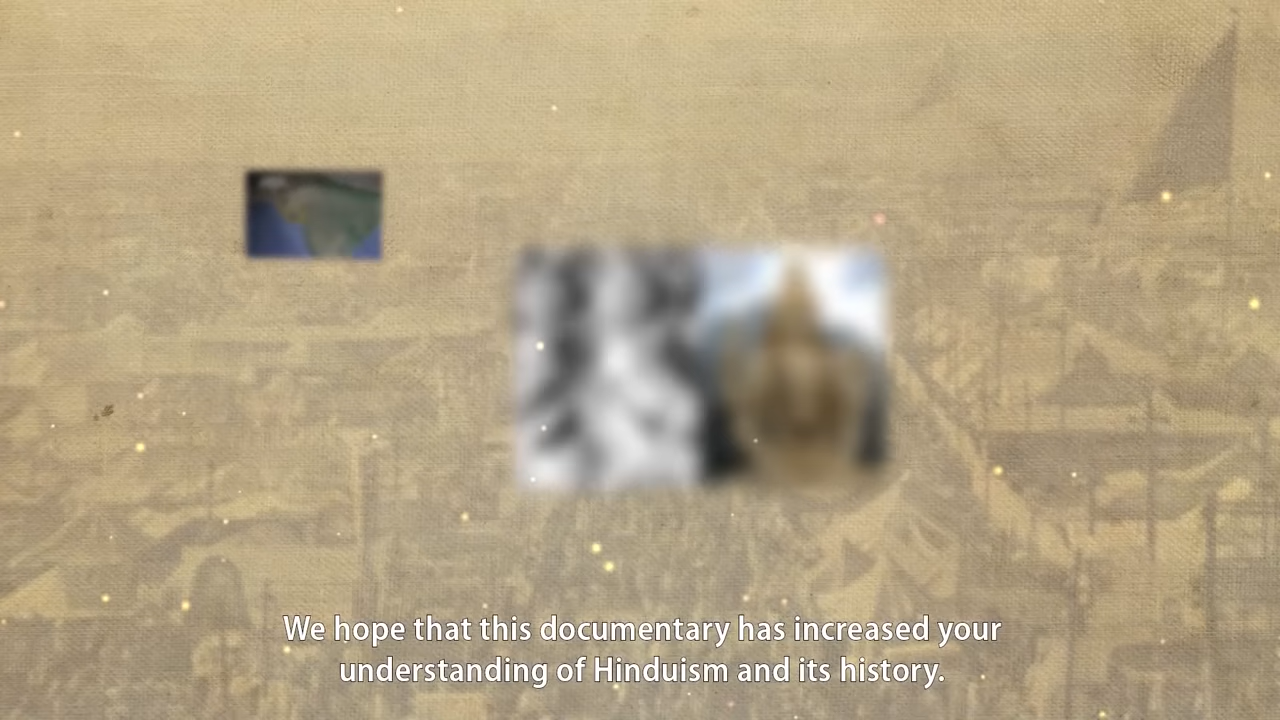 We hope that this documentary has increased your
understanding of Hinduism and its history.